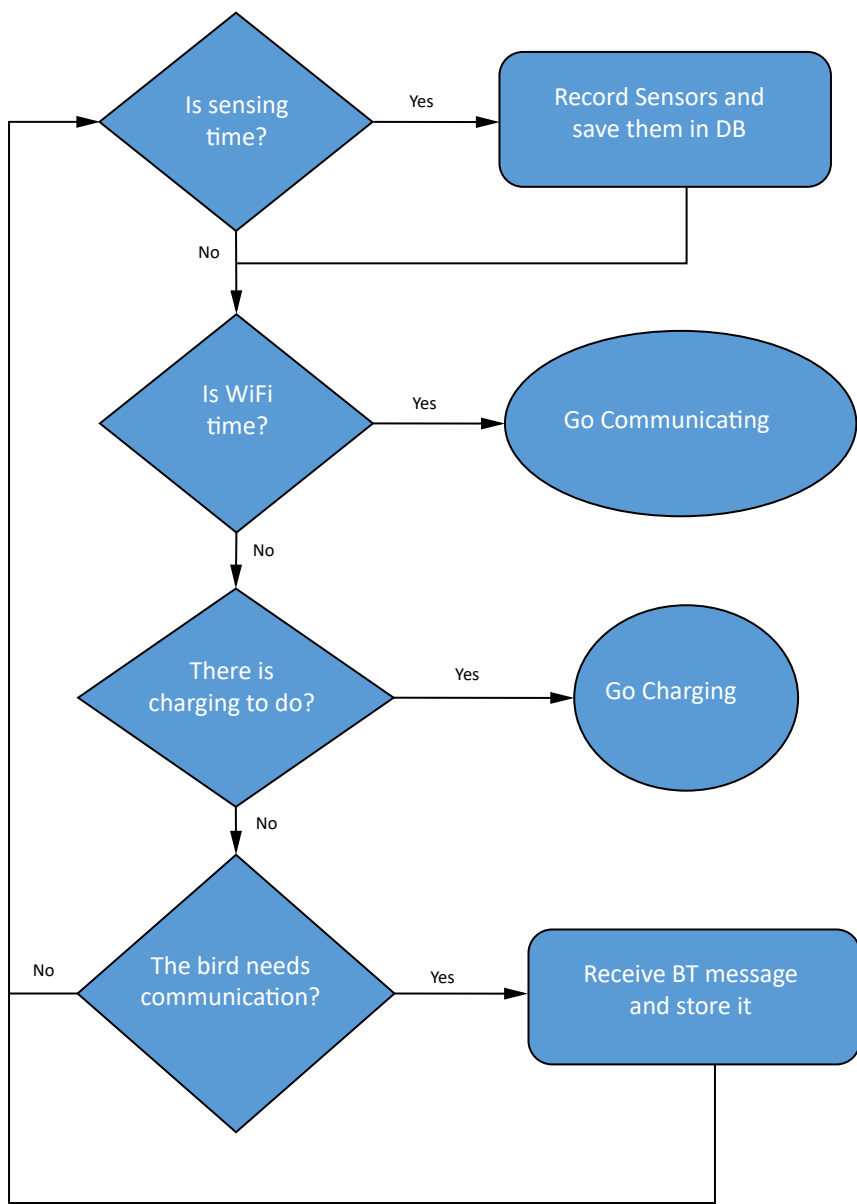 Is sensing
time?
Yes
Record Sensors and
save them in DB
No
Is WiFi
time?
Yes
Go Communicating
No
There is
charging to do?
Yes
Go Charging
No
The bird needs
communication?
No
Yes
Receive BT message
and store it